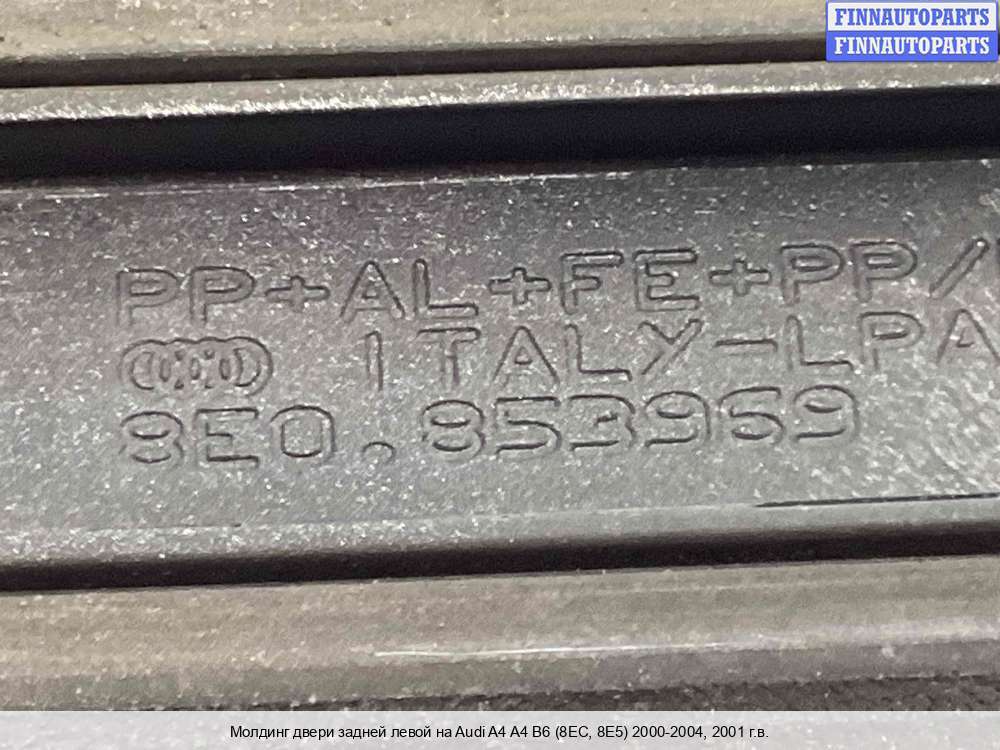 FINNAUTOPARTS
FINNAUTOPARTS
PP+AL+FE+PP/
ITALY-LPA
8E0.853969
Молдинг двери задней левой на Audi A4 A4 B6 (8EC, 8E5) 2000-2004, 2001 г.в.